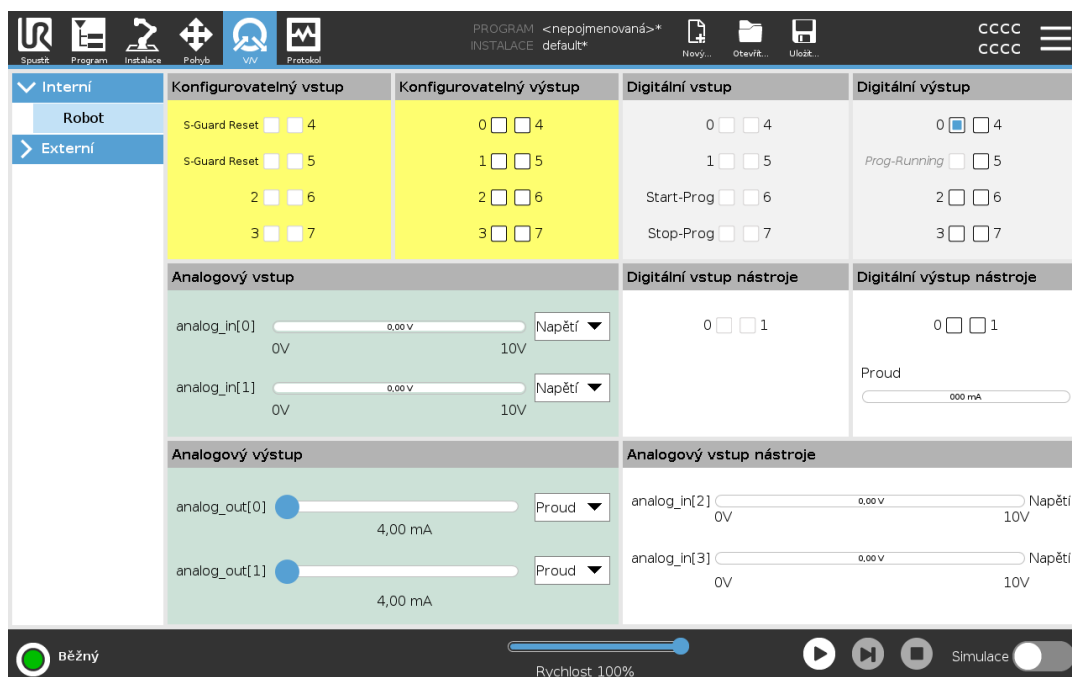 PROGRAM <nepojmenovaná>*
INSTALACE default*
CCCC
CCCC
Spustit Program Instalace Pohyb V/V Protokol Nový... Otevřít... Uložit...
Interní
Robot
Externí
Konfigurovatelný vstup
S-Guard Reset 4
S-Guard Reset 5
2 6
3 7
Konfigurovatelný výstup
0 4
1 5
2 6
3 7
Digitální vstup
0 4
1 5
Start-Prog 6
Stop-Prog 7
Digitální výstup
0 4
Prog-Running 5
2 6
3 7
Analogový vstup
analog_in[0] 0,00 V Napětí
0V 10V
analog_in[1] 0,00 V Napětí
0V 10V
Digitální vstup nástroje
0 1
Digitální výstup nástroje
0 1
Proud
000 mA
Analogový výstup
analog_out[0] Proud
4,00 mA
analog_out[1] Proud
4,00 mA
Analogový vstup nástroje
analog_in[2] 0,00 V Napětí
0V 10V
analog_in[3] 0,00 V Napětí
0V 10V
Běžný
Rychlost 100%
Simulace